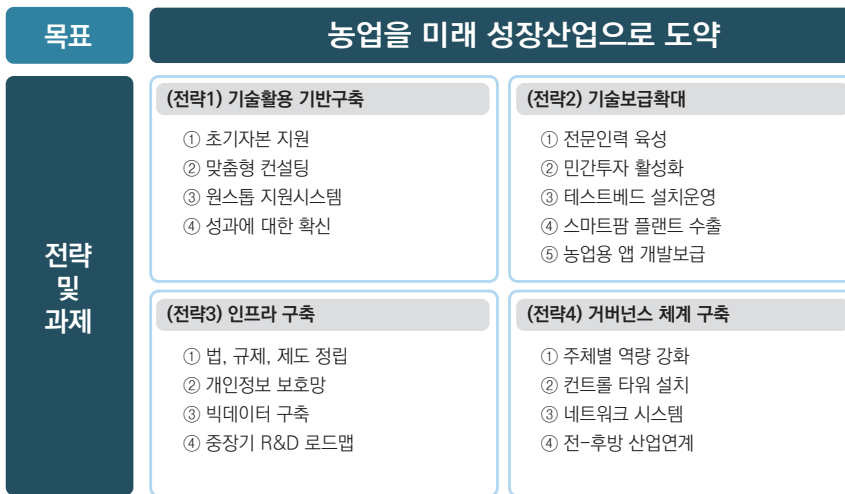 목표
농업을 미래 성장산업으로 도약
전략
및
과제
(전략1) 기술활용 기반구축
① 초기자본 지원
② 맞춤형 컨설팅
③ 원스톱 지원시스템
④ 성과에 대한 확신
(전략2) 기술보급확대
① 전문인력 육성
② 민간투자 활성화
③ 테스트베드 설치운영
④ 스마트팜 플랜트 수출
⑤ 농업용 앱 개발보급
(전략3) 인프라 구축
① 법, 규제, 제도 정립
② 개인정보 보호망
③ 빅데이터 구축
④ 중장기 R&D 로드맵
(전략4) 거버넌스 체계 구축
① 주체별 역량 강화
② 컨트롤 타워 설치
③ 네트워크 시스템
④ 전-후방 산업연계